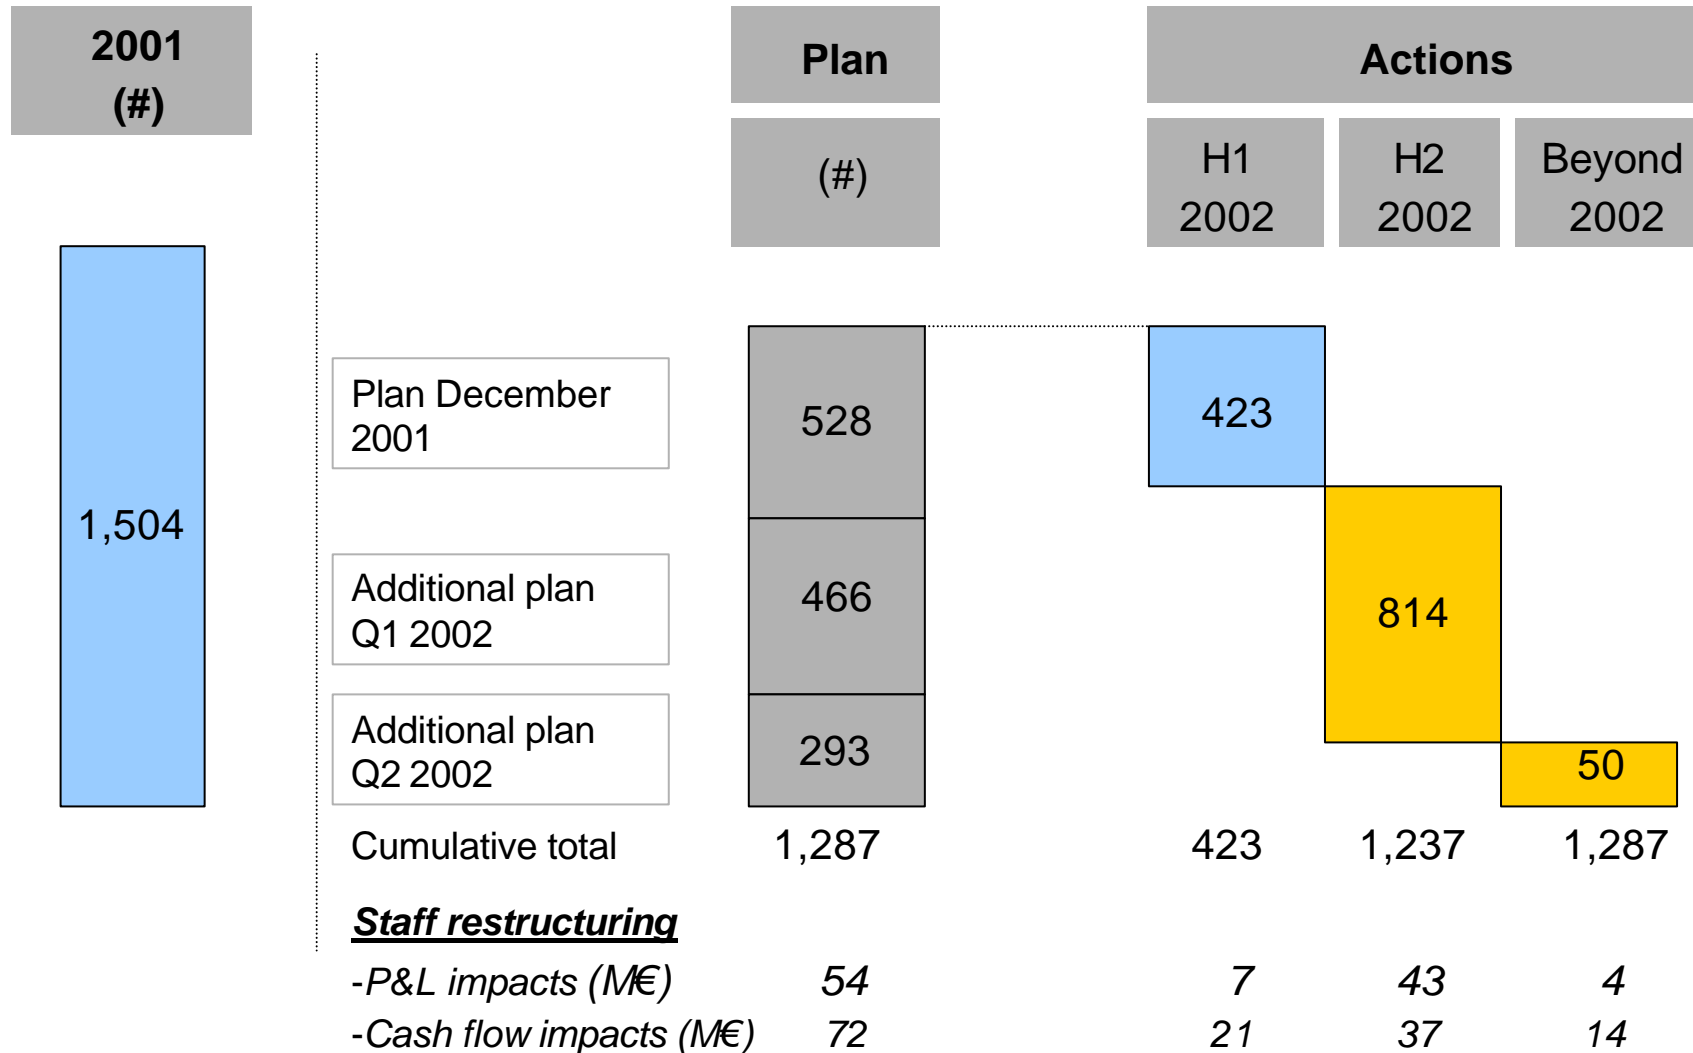 2001
(#)
Plan
Actions
(#)
H1
2002
H2
2002
Beyond
2002
1,504
Plan December
2001
528
423
Additional plan
Q1 2002
466
814
Additional plan
Q2 2002
293
50
Cumulative total 1,287 423 1,237 1,287
Staff restructuring
-P&L impacts (M€) 54 7 43 4
-Cash flow impacts (M€) 72 21 37 14